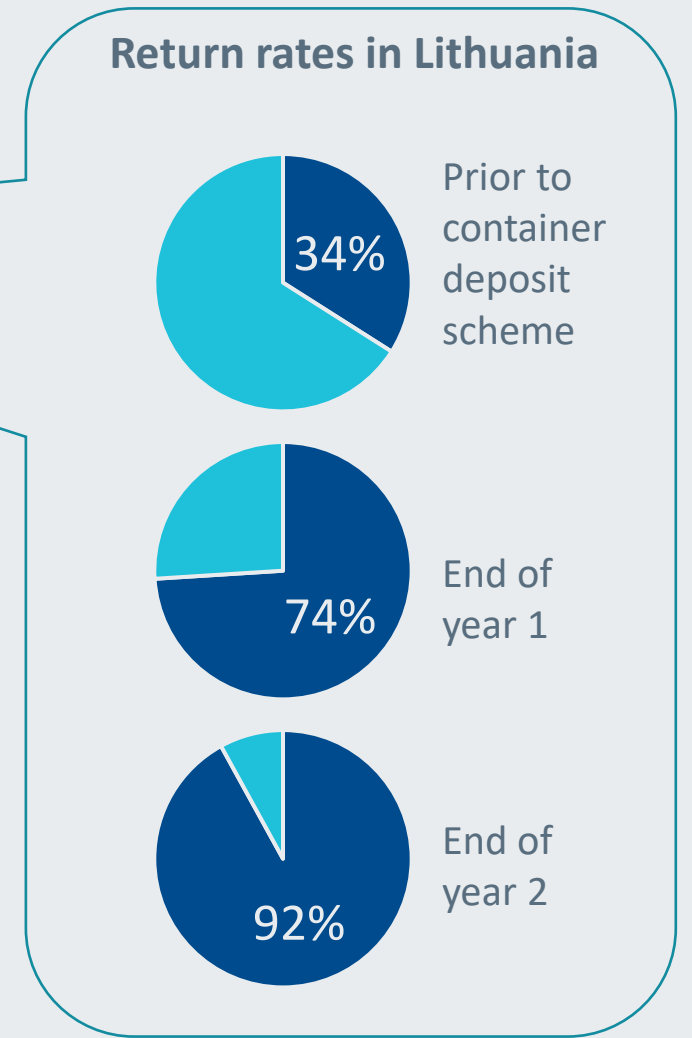 Return rates in Lithuania
34%
Prior to
container
deposit
scheme
74%
End of
year 1
92%
End of
year 2